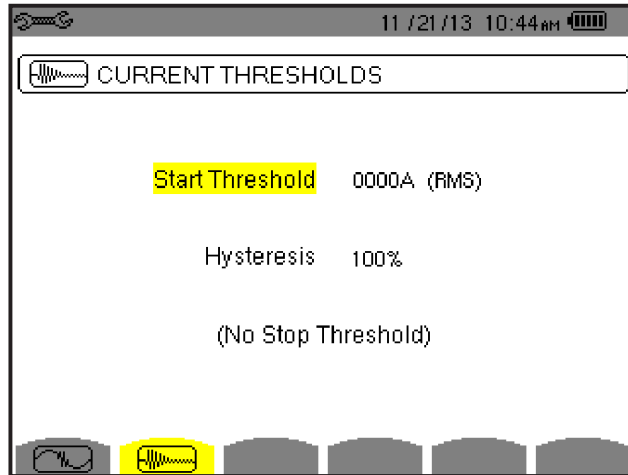 11/21/13 10:44AM
CURRENT THRESHOLDS
Start Threshold 0000A (RMS)
Hysteresis 100%
(No Stop Threshold)